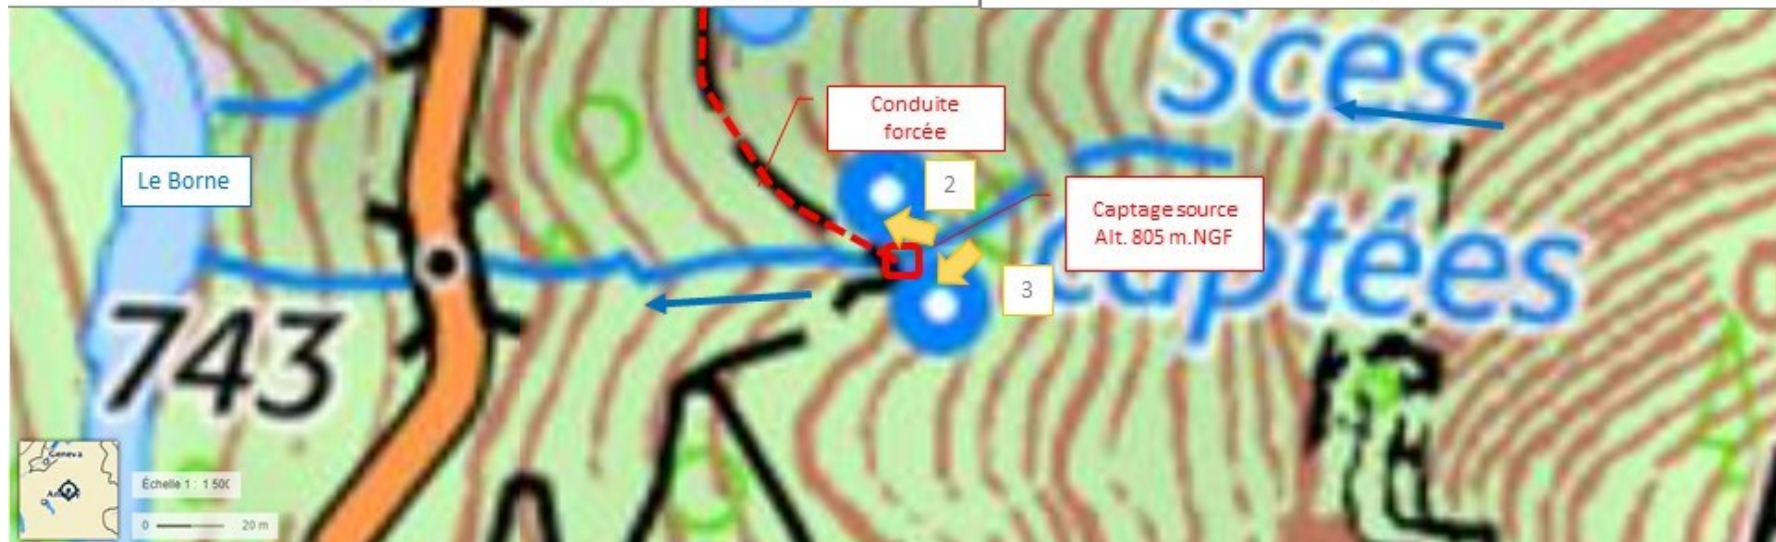 Sces
Conduite
forcée
Le Borne
2
Captage source
Alt. 805 m.NGF
captées
3
743
Geneva
Échelle 1 : 1 500
0
20 m